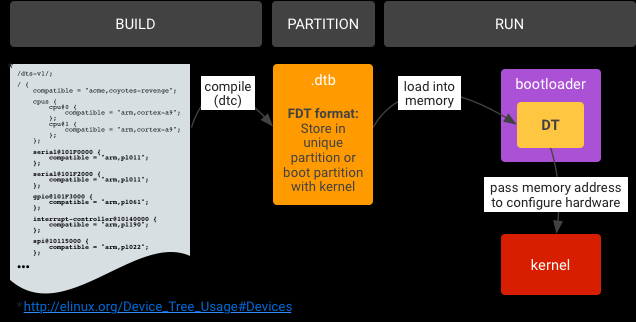 BUILD
PARTITION
RUN
/dts-v1/;
/ {
compatible = "acme,coyotes-revenge";
cpus {
cpu@0 {
compatible = "arm,cortex-a9";
};
cpu@1 {
compatible = "arm,cortex-a9";
};
};
serial@101F0000 {
compatible = "arm,pl011";
};
serial@101F2000 {
compatible = "arm,pl011";
};
gpio@101F3000 {
compatible = "arm,pl061";
};
interrupt-controller@10140000 {
compatible = "arm,pl190";
};
spi@10115000 {
compatible = "arm,pl022";
};
•••
*http://elinux.org/Device_Tree_Usage#Devices
compile
(dtc)
.dtb
FDT format:
Store in
unique
partition or
boot partition
with kernel
load into
memory
bootloader
DT
pass memory address
to configure hardware
kernel